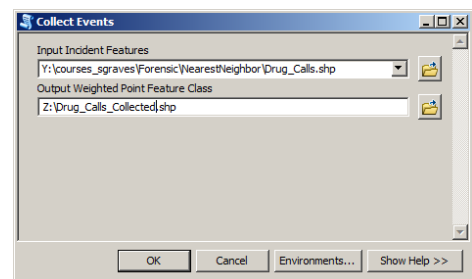 Collect Events
Input Incident Features
Y:\courses_sgraves\Forensic\NearestNeighbor\Drug_Calls.shp
Output Weighted Point Feature Class
Z:\Drug_Calls_Collected.shp
OK Cancel Environments... Show Help >>